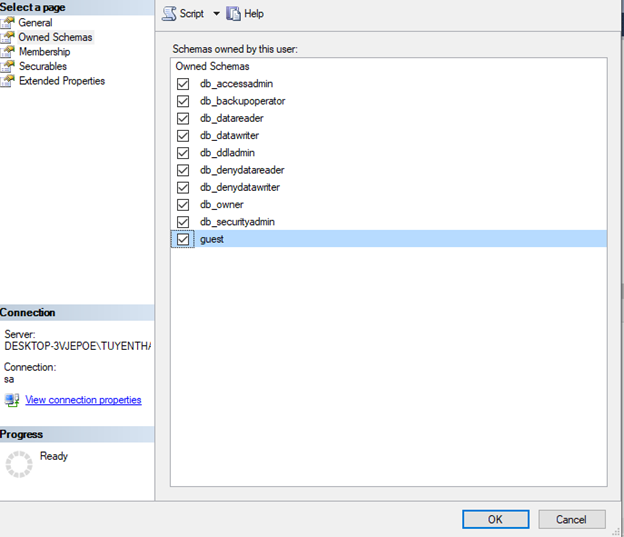 Select a page
General
Owned Schemas
Membership
Securables
Extended Properties
Script
Help
Schemas owned by this user:
Owned Schemas
db_accessadmin
db_backupoperator
db_datareader
db_datawriter
db_ddladmin
db_denydatareader
db_denydatawriter
db_owner
db_securityadmin
guest
Connection
Server:
DESKTOP-3VJEPOE\TUYENTHA
Connection:
sa
View connection properties
Progress
Ready
OK
Cancel